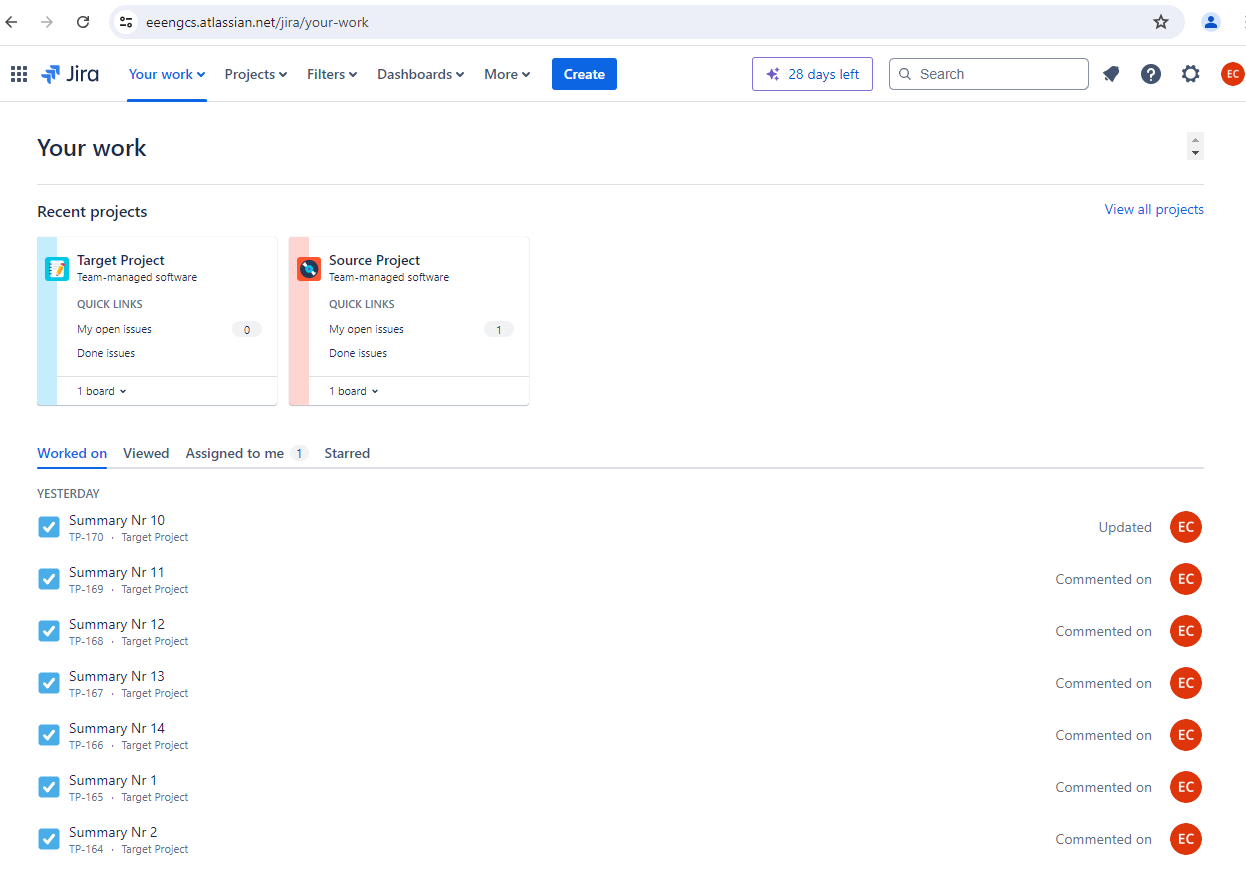 eeengcs.atlassian.net/jira/your-work
Jira Your work Projects Filters Dashboards More Create 28 days left Search EC
Your work
Recent projects View all projects
Target Project
Team-managed software
QUICK LINKS
My open issues 0
Done issues
1 board
Source Project
Team-managed software
QUICK LINKS
My open issues 1
Done issues
1 board
Worked on Viewed Assigned to me 1 Starred
YESTERDAY
Summary Nr 10
TP-170 · Target Project
Updated EC
Summary Nr 11
TP-169 · Target Project
Commented on EC
Summary Nr 12
TP-168 · Target Project
Commented on EC
Summary Nr 13
TP-167 · Target Project
Commented on EC
Summary Nr 14
TP-166 · Target Project
Commented on EC
Summary Nr 1
TP-165 · Target Project
Commented on EC
Summary Nr 2
TP-164 · Target Project
Commented on EC